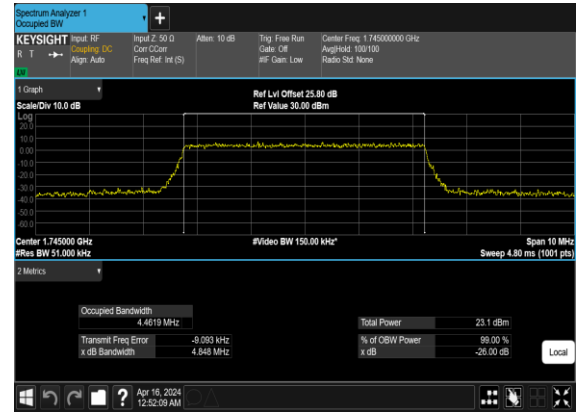 Spectrum Analyzer 1
Occupied BW
+
KEYSIGHT Input: RF Input Z: 50 Ω Atten: 10 dB Trig: Free Run Center Freq: 1.745000000 GHz
R T Coupling: DC Corr CCorr Gate: Off Avg|Hold: 100/100
Align: Auto Freq Ref: Int (S) #IF Gain: Low Radio Std: None
LW
1 Graph
Ref Lvl Offset 25.80 dB
Scale/Div 10.0 dB Ref Value 30.00 dBm
Log
20.0
10.0
0.00
-10.0
-20.0
-30.0
-40.0
-50.0
-60.0
Center 1.745000 GHz #Video BW 150.00 kHz* Span 10 MHz
#Res BW 51.000 kHz Sweep 4.80 ms (1001 pts)
2 Metrics
Occupied Bandwidth
4.4619 MHz Total Power 23.1 dBm
Transmit Freq Error -9.093 kHz % of OBW Power 99.00 %
x dB Bandwidth 4.848 MHz x dB -26.00 dB
Local
?
Apr 16, 2024
12:52:09 AM